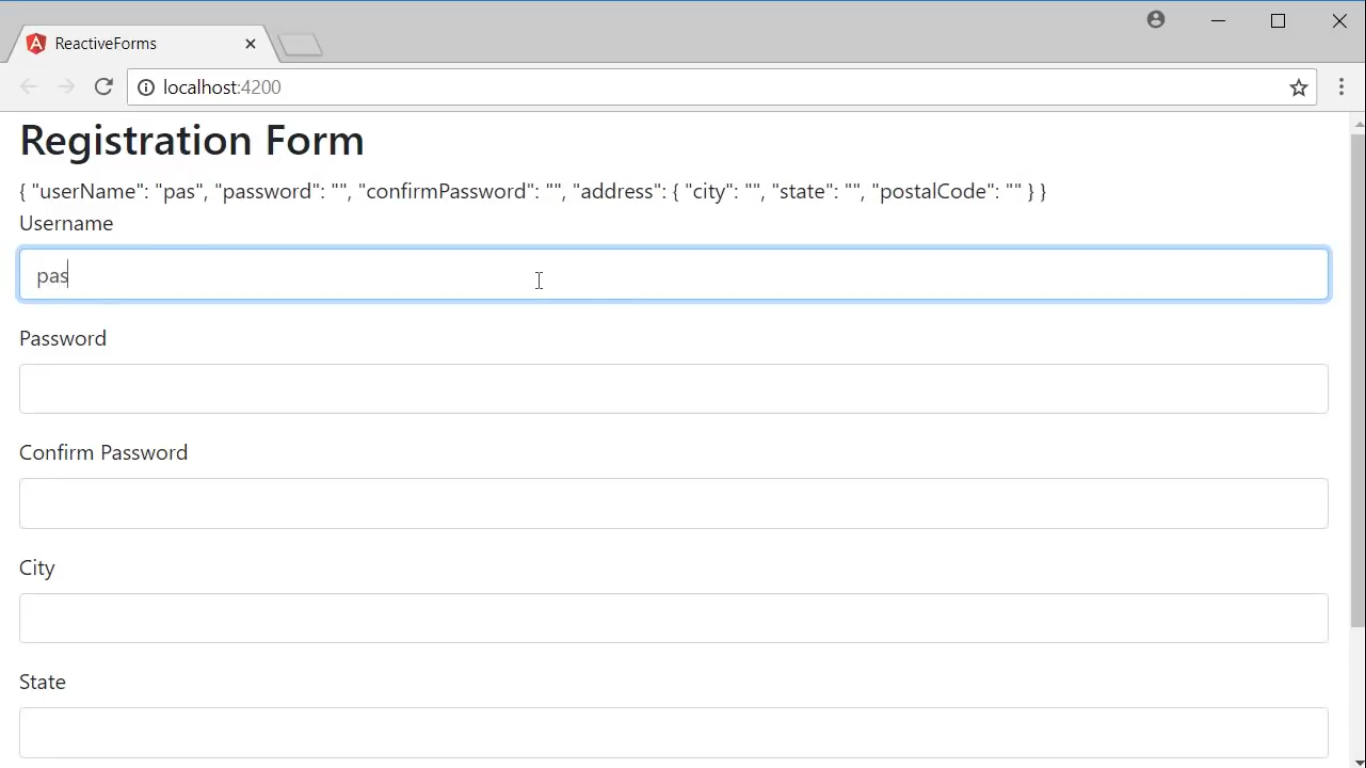 ReactiveForms
localhost:4200
Registration Form
{ "userName": "pas", "password": "", "confirmPassword": "", "address": { "city": "", "state": "", "postalCode": "" } }
Username
pas
Password
Confirm Password
City
State